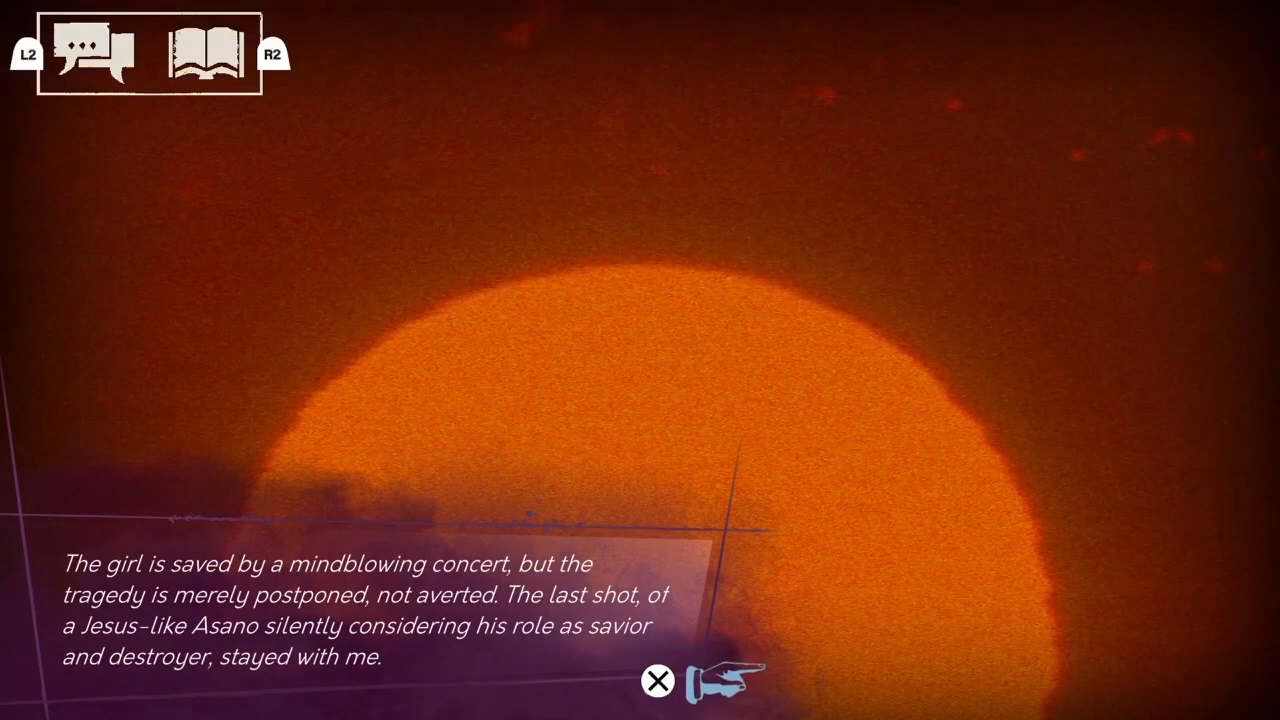 L2
R2
The girl is saved by a mindblowing concert, but the
tragedy is merely postponed, not averted. The last shot, of
a Jesus-like Asano silently considering his role as savior
and destroyer, stayed with me.